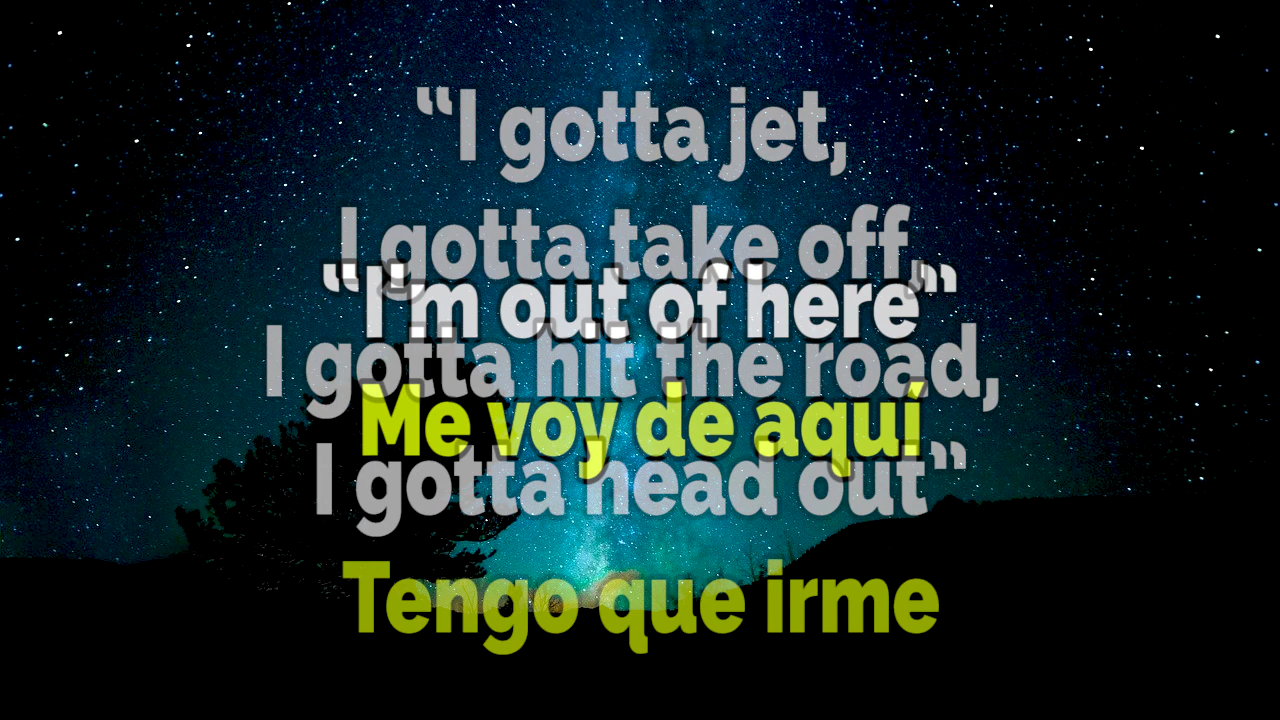 “I gotta jet,
I gotta take off,
“I'm out of here”
I gotta hit the road,
Me voy de aquí
I gotta head out”
Tengo que irme